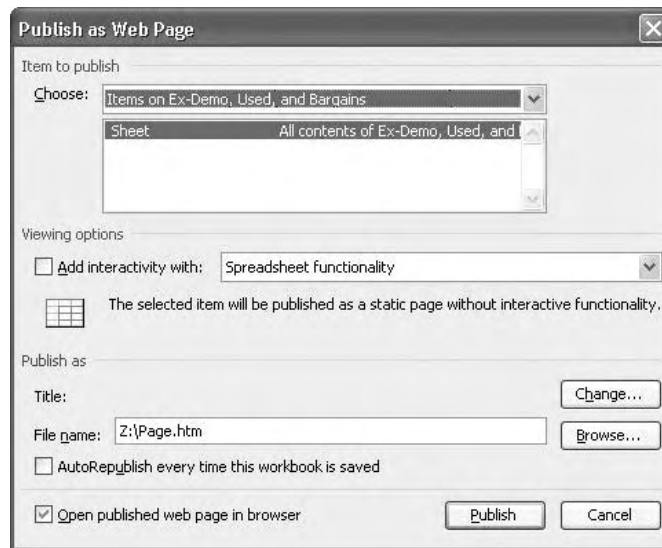 Publish as Web Page
Item to publish
Choose: Items on Ex-Demo, Used, and Bargains
Sheet All contents of Ex-Demo, Used, and
Viewing options
Add interactivity with: Spreadsheet functionality
The selected item will be published as a static page without interactive functionality.
Publish as
Title: Change...
File name: Z:\Page.htm Browse...
AutoRepublish every time this workbook is saved
Open published web page in browser Publish Cancel